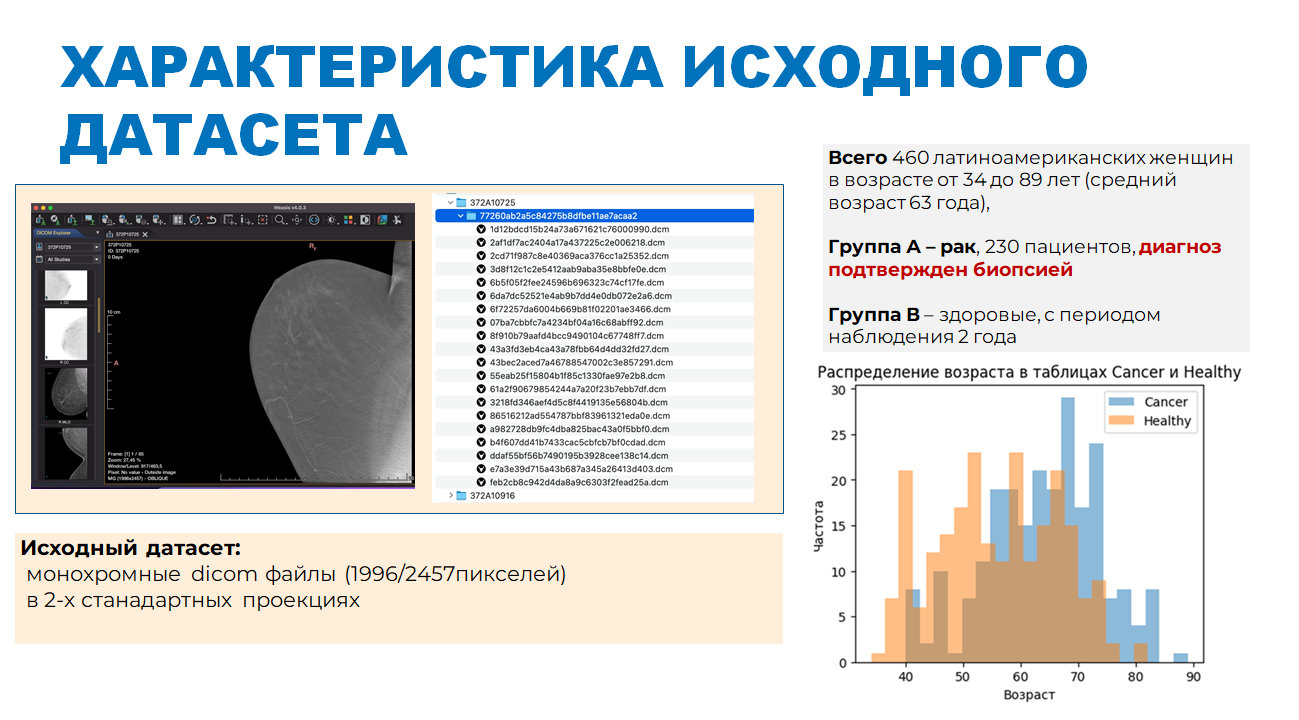 ХАРАКТЕРИСТИКА ИСХОДНОГО
ДАТАСЕТА
Weasis v4.0.3
DICOM Explorer
372P10725
372P10725
All Studies
L CC
R CC
R MLO
372P10725
ID: 372P10725
0 Days
10 cm
A
Frame: [1] 1 / 85
Zoom: 27,45 %
Window/Level: 917/463,5
Pixel: No value - Outside image
MG (1996x2457) - OBLIQUE
372A10725
77260ab2a5c84275b8dfbe11ae7acaa2
1d12bdcd15b24a73a671621c76000990.dcm
2af1df7ac2404a17a437225c2e006218.dcm
2cd71f987c8e40369aca376cc1a25352.dcm
3d8f12c1c2e5412aab9aba35e8bbfe0e.dcm
6b5f05f2fee24596b696323c74cf17fe.dcm
6da7dc52521e4ab9b7dd4e0db072e2a6.dcm
6f72257da6004b669b81f02201ae3466.dcm
07ba7cbbfc7a4234bf04a16c68abff92.dcm
8f910b79aafd4bcc9490104c67748ff7.dcm
43a3fd3eb4ca43a78fbb64d4dd32fd27.dcm
43bec2aced7a46788547002c3e857291.dcm
55eab25f15804b1f85c1330fae97e2b8.dcm
61a2f90679854244a7a20f23b7ebb7df.dcm
3218fd346aef4d5c8f4419135e56804b.dcm
86516212ad554787bbf83961321eda0e.dcm
a982728db9fc4dba825bac43a0f5bbf0.dcm
b4f607dd41b7433cac5cbfcb7bf0cdad.dcm
ddaf55bf56b7490195b3928cee138c14.dcm
e7a3e39d715a43b687a345a26413d403.dcm
feb2cb8c942d4da8a9c6303f2fead25a.dcm
372A10916
Исходный датасет:
монохромные dicom файлы (1996/2457пикселей)
в 2-х станадартных проекциях
Всего 460 латиноамериканских женщин
в возрасте от 34 до 89 лет (средний
возраст 63 года),
Группа А – рак, 230 пациентов, диагноз
подтвержден биопсией
Группа В – здоровые, с периодом
наблюдения 2 года
Распределение возраста в таблицах Cancer и Healthy
Cancer
Healthy
30
25
20
15
10
5
0
Частота
40 50 60 70 80 90
Возраст